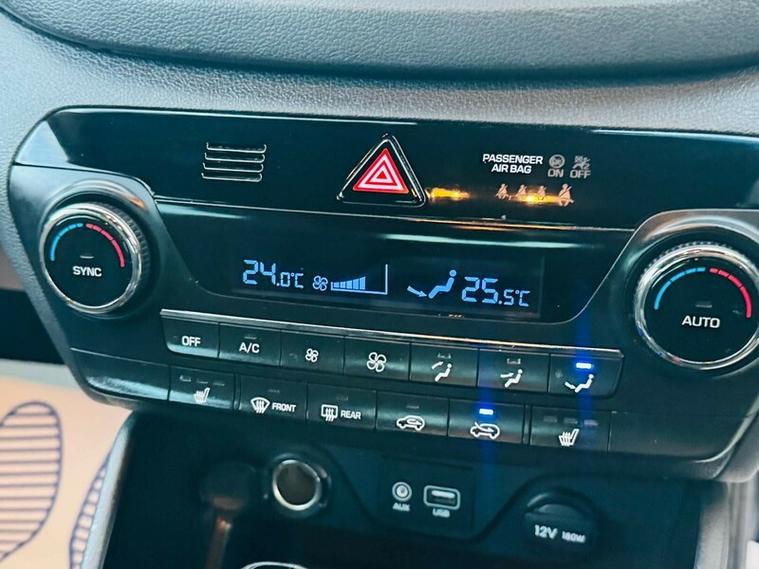 PASSENGER
AIR BAG
ON OFF
SYNC
24.0°C
25.5°C
AUTO
OFF
A/C
FRONT
REAR
AUX
USB
12V 180W